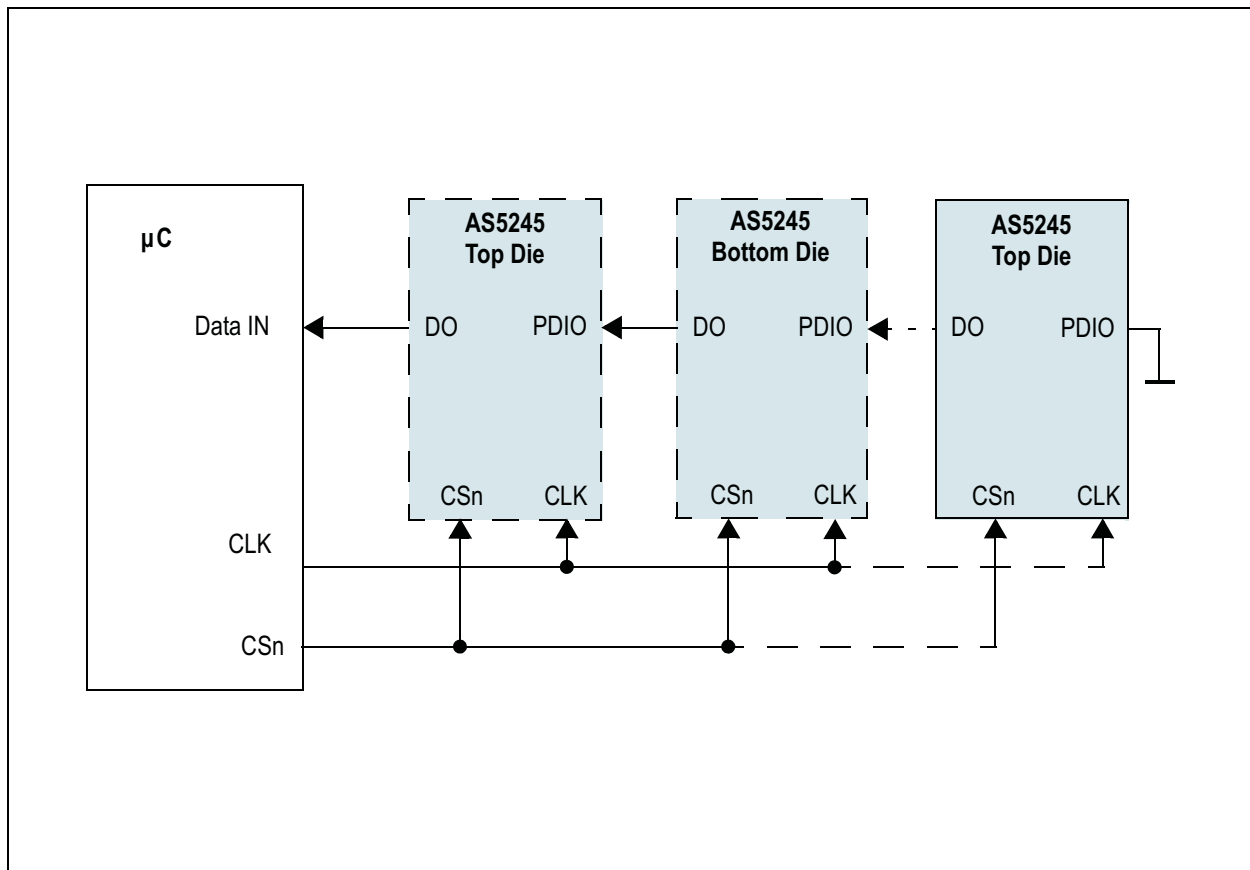 µC
AS5245
Top Die
AS5245
Bottom Die
AS5245
Top Die
Data IN
DO
PDIO
DO
PDIO
DO
PDIO
CSn
CLK
CSn
CLK
CSn
CLK
CLK
CSn